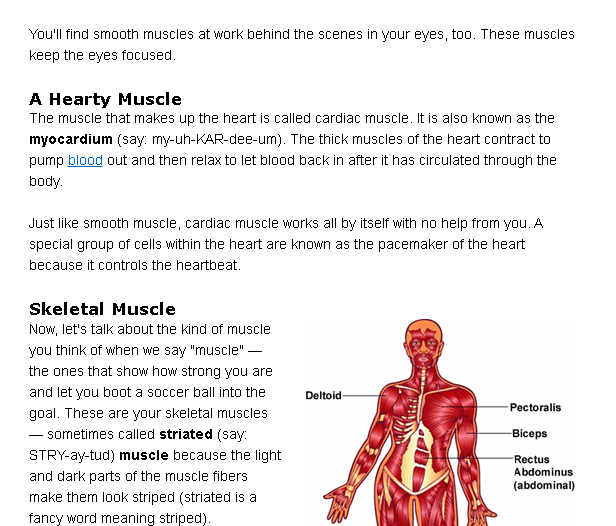 You'll find smooth muscles at work behind the scenes in your eyes, too. These muscles
keep the eyes focused.
A Hearty Muscle
The muscle that makes up the heart is called cardiac muscle. It is also known as the
myocardium (say: my-uh-KAR-dee-um). The thick muscles of the heart contract to
pump blood out and then relax to let blood back in after it has circulated through the
body.
Just like smooth muscle, cardiac muscle works all by itself with no help from you. A
special group of cells within the heart are known as the pacemaker of the heart
because it controls the heartbeat.
Skeletal Muscle
Now, let's talk about the kind of muscle
you think of when we say "muscle" —
the ones that show how strong you are
and let you boot a soccer ball into the
goal. These are your skeletal muscles
— sometimes called striated (say:
STRY-ay-tud) muscle because the light
and dark parts of the muscle fibers
make them look striped (striated is a
fancy word meaning striped).
Deltoid
Pectoralis
Biceps
Rectus
Abdominus
(abdominal)